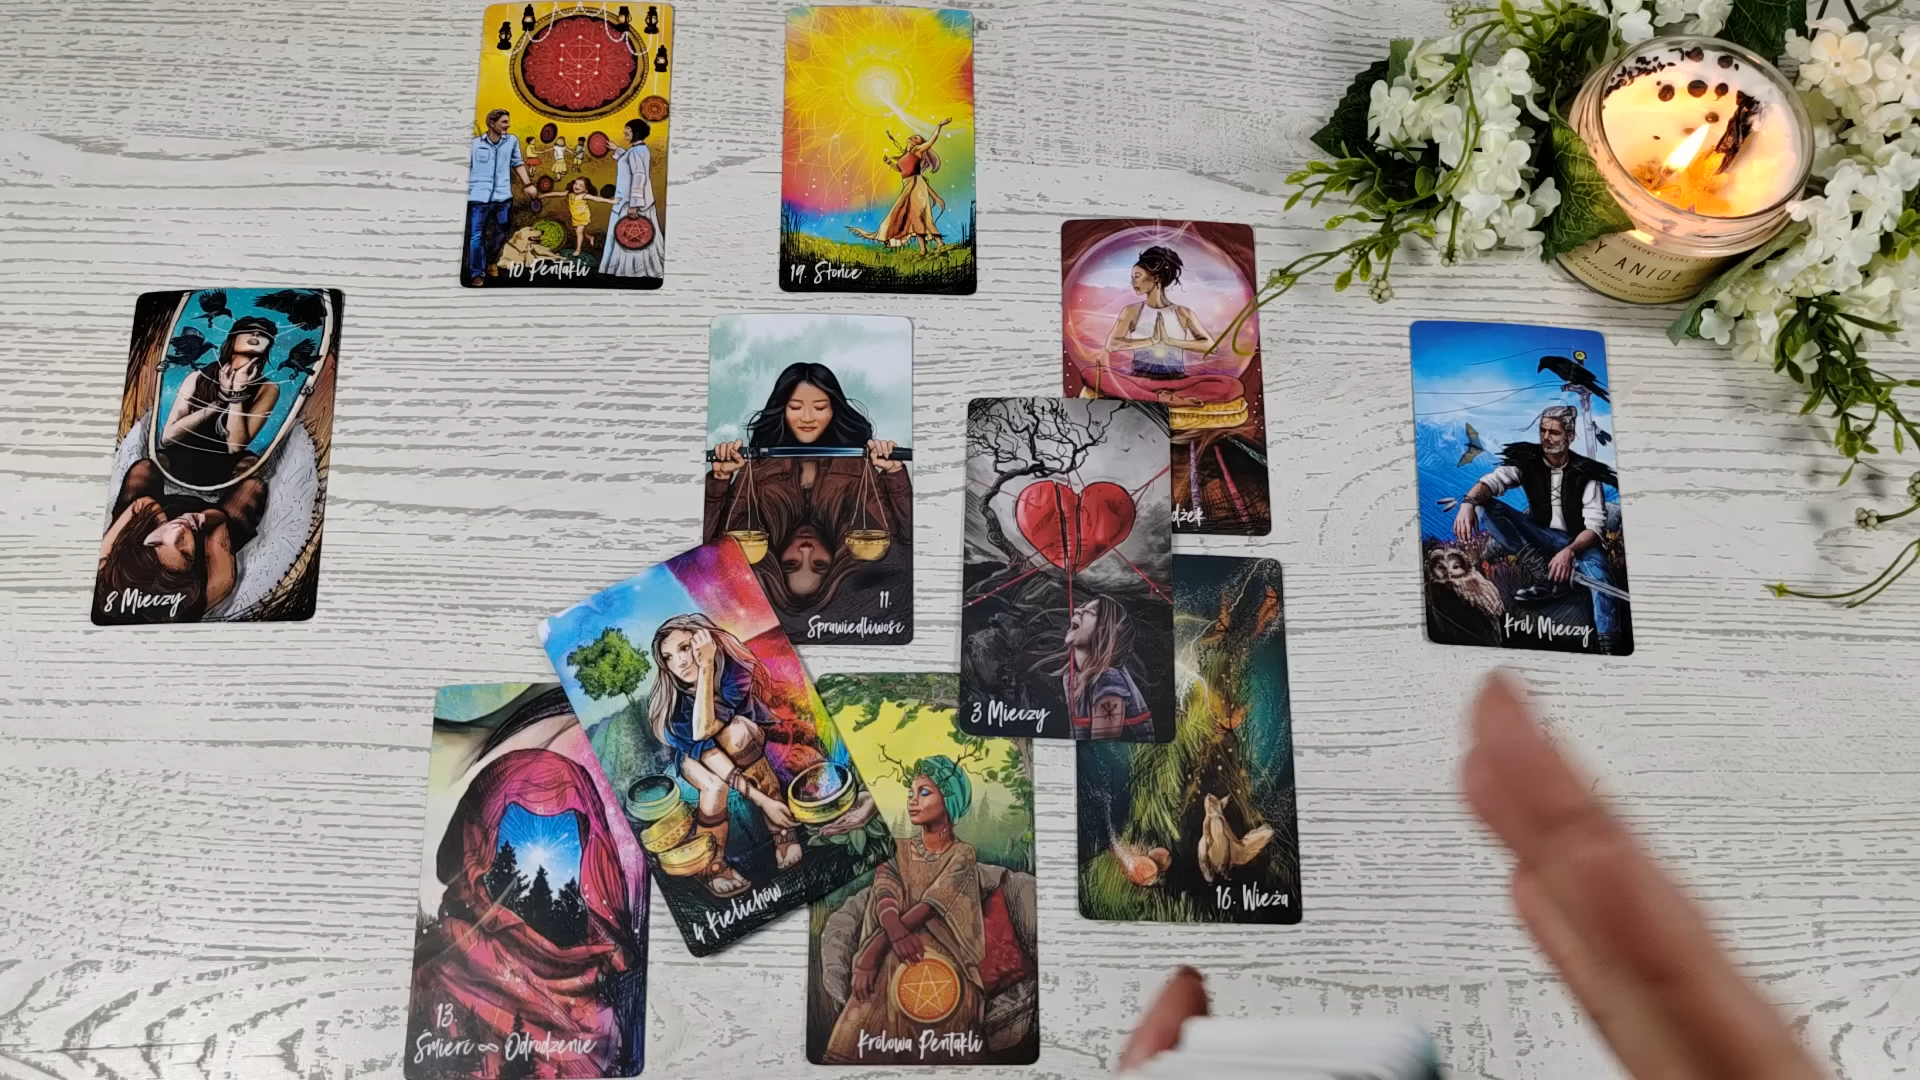 10 Pentakli
19. Słońce
8 Mieczy
11.
Sprawiedliwość
3 Mieczy
Król Mieczy
4 Kielichów
16. Wieża
13.
Śmierć ∞ Odrodzenie
Królowa Pentakli
Y ANIOŁ